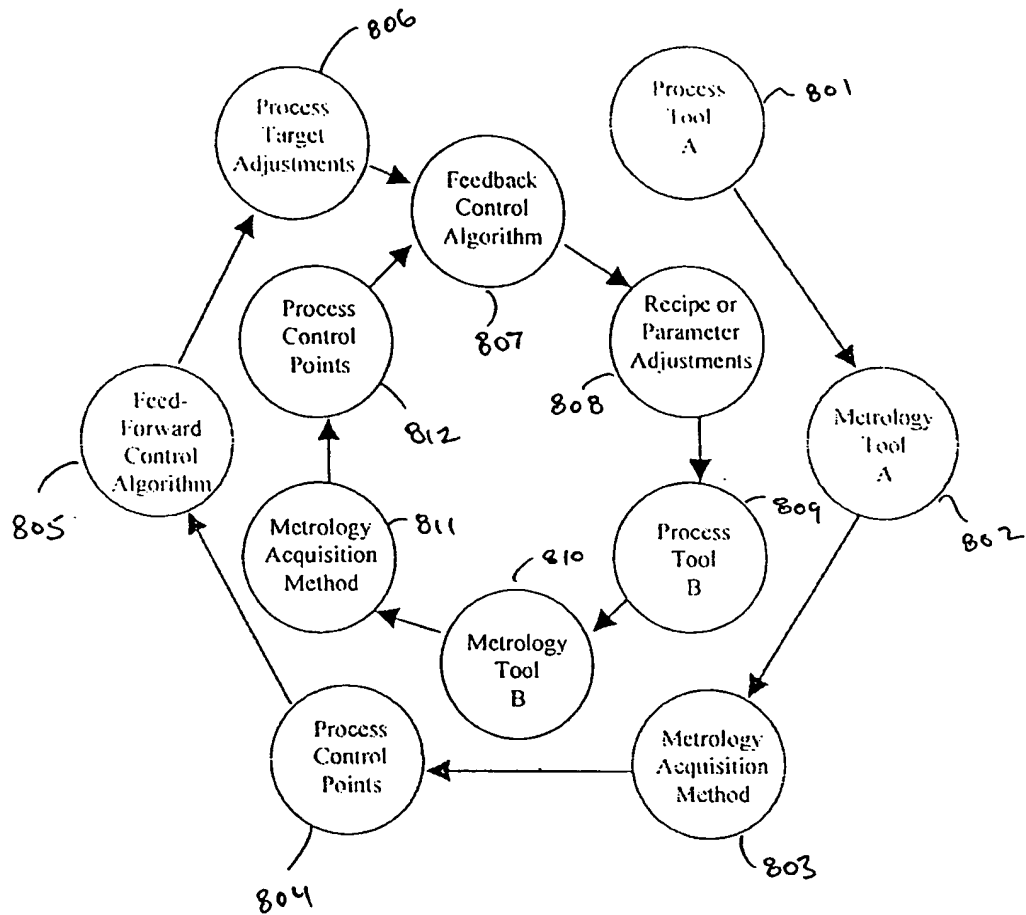 806
Process
Target
Adjustments
801
Process
Tool
A
Feedback
Control
Algorithm
807
Process
Control
Points
812
Recipe or
Parameter
Adjustments
808
Feed-
Forward
Control
Algorithm
805
Metrology
Tool
A
802
Metrology
Acquisition
Method
811
Process
Tool
B
809
810
Metrology
Tool
B
Process
Control
Points
804
Metrology
Acquisition
Method
803